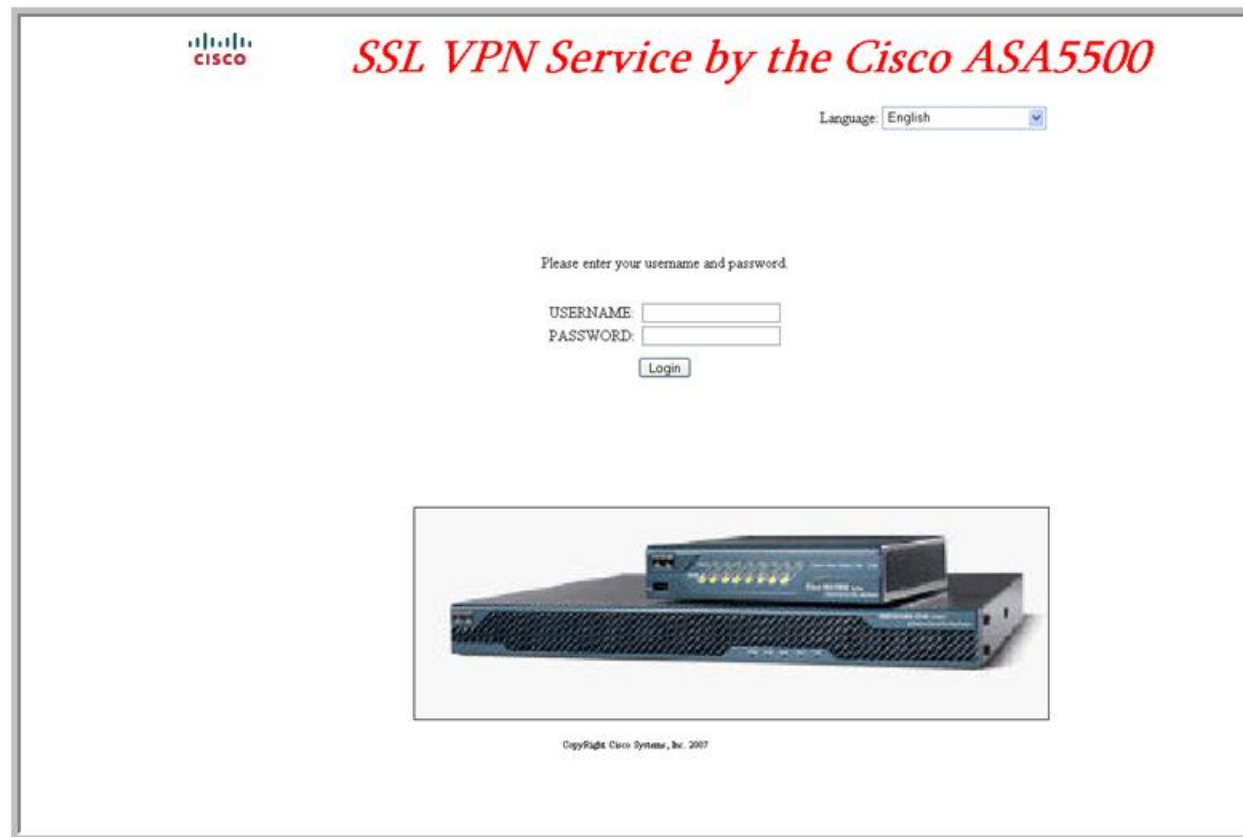 CISCO
SSL VPN Service by the Cisco ASA5500
Language: English
Please enter your username and password.
USERNAME:
PASSWORD:
Login
CopyRight Cisco Systems, Inc. 2007